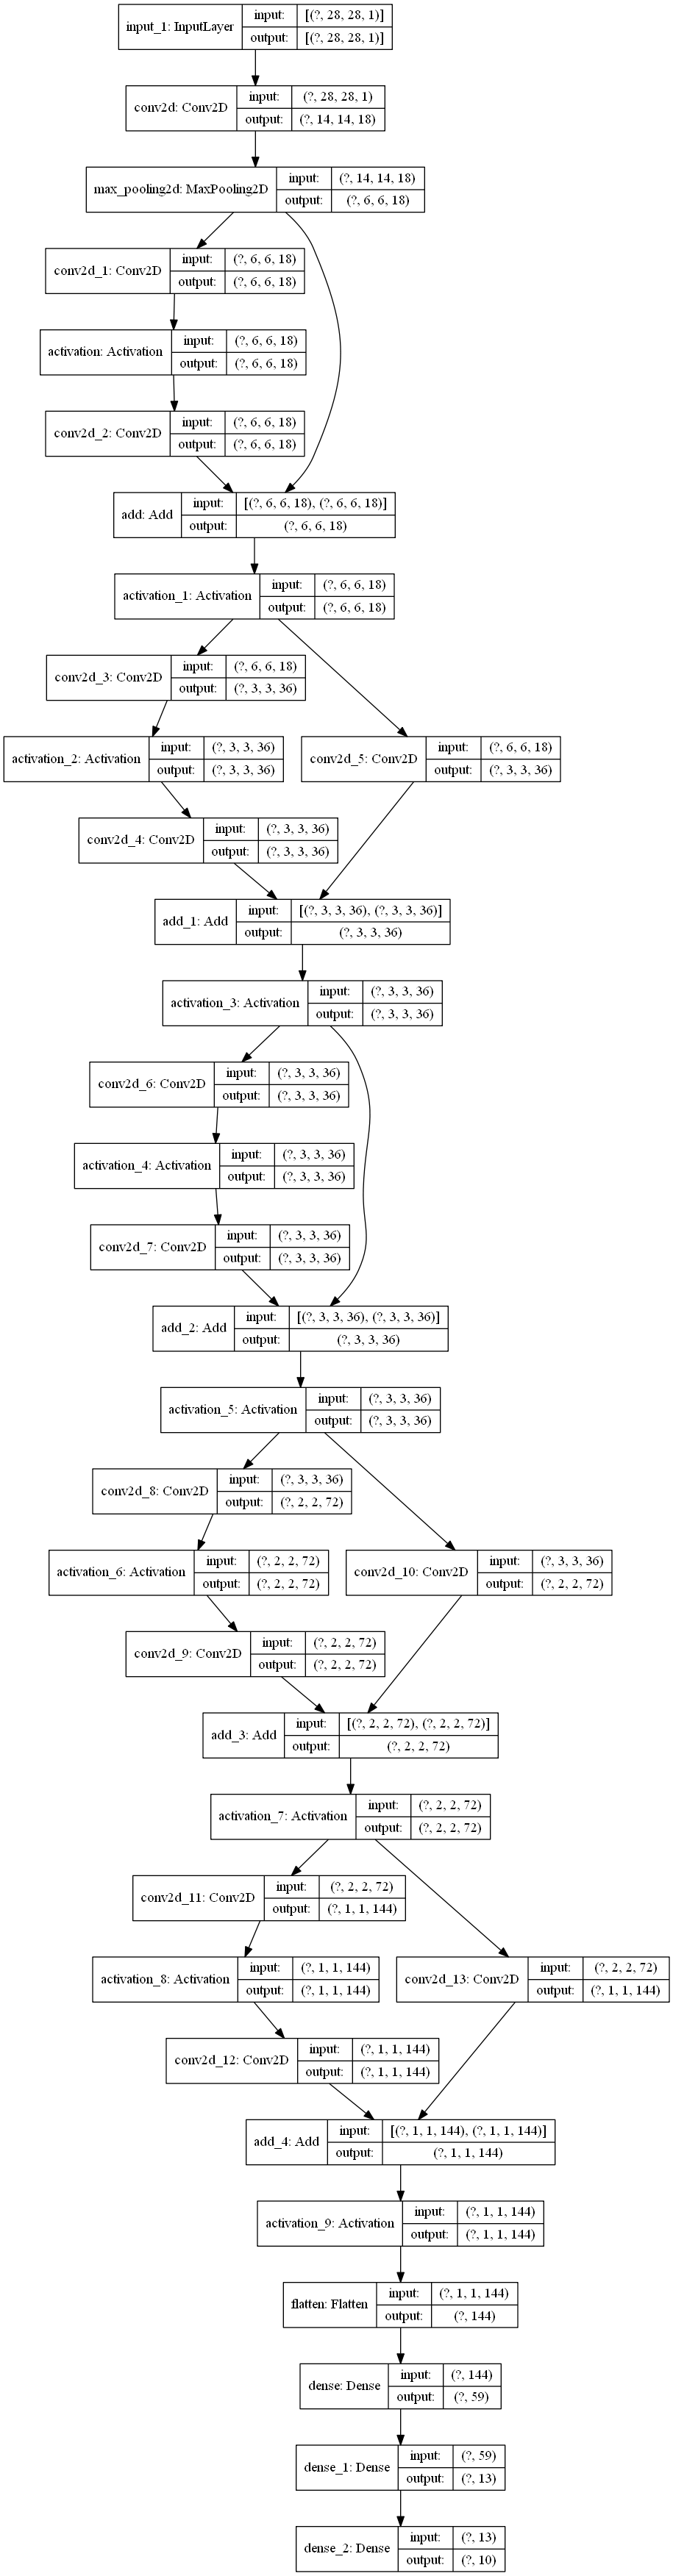 input_1: InputLayer
input: [(?, 28, 28, 1)]
output: [(?, 28, 28, 1)]
conv2d: Conv2D
input: (?, 28, 28, 1)
output: (?, 14, 14, 18)
max_pooling2d: MaxPooling2D
input: (?, 14, 14, 18)
output: (?, 6, 6, 18)
conv2d_1: Conv2D
input: (?, 6, 6, 18)
output: (?, 6, 6, 18)
activation: Activation
input: (?, 6, 6, 18)
output: (?, 6, 6, 18)
conv2d_2: Conv2D
input: (?, 6, 6, 18)
output: (?, 6, 6, 18)
add: Add
input: [(?, 6, 6, 18), (?, 6, 6, 18)]
output: (?, 6, 6, 18)
activation_1: Activation
input: (?, 6, 6, 18)
output: (?, 6, 6, 18)
conv2d_3: Conv2D
input: (?, 6, 6, 18)
output: (?, 3, 3, 36)
activation_2: Activation
input: (?, 3, 3, 36)
output: (?, 3, 3, 36)
conv2d_5: Conv2D
input: (?, 6, 6, 18)
output: (?, 3, 3, 36)
conv2d_4: Conv2D
input: (?, 3, 3, 36)
output: (?, 3, 3, 36)
add_1: Add
input: [(?, 3, 3, 36), (?, 3, 3, 36)]
output: (?, 3, 3, 36)
activation_3: Activation
input: (?, 3, 3, 36)
output: (?, 3, 3, 36)
conv2d_6: Conv2D
input: (?, 3, 3, 36)
output: (?, 3, 3, 36)
activation_4: Activation
input: (?, 3, 3, 36)
output: (?, 3, 3, 36)
conv2d_7: Conv2D
input: (?, 3, 3, 36)
output: (?, 3, 3, 36)
add_2: Add
input: [(?, 3, 3, 36), (?, 3, 3, 36)]
output: (?, 3, 3, 36)
activation_5: Activation
input: (?, 3, 3, 36)
output: (?, 3, 3, 36)
conv2d_8: Conv2D
input: (?, 3, 3, 36)
output: (?, 2, 2, 72)
activation_6: Activation
input: (?, 2, 2, 72)
output: (?, 2, 2, 72)
conv2d_10: Conv2D
input: (?, 3, 3, 36)
output: (?, 2, 2, 72)
conv2d_9: Conv2D
input: (?, 2, 2, 72)
output: (?, 2, 2, 72)
add_3: Add
input: [(?, 2, 2, 72), (?, 2, 2, 72)]
output: (?, 2, 2, 72)
activation_7: Activation
input: (?, 2, 2, 72)
output: (?, 2, 2, 72)
conv2d_11: Conv2D
input: (?, 2, 2, 72)
output: (?, 1, 1, 144)
activation_8: Activation
input: (?, 1, 1, 144)
output: (?, 1, 1, 144)
conv2d_13: Conv2D
input: (?, 2, 2, 72)
output: (?, 1, 1, 144)
conv2d_12: Conv2D
input: (?, 1, 1, 144)
output: (?, 1, 1, 144)
add_4: Add
input: [(?, 1, 1, 144), (?, 1, 1, 144)]
output: (?, 1, 1, 144)
activation_9: Activation
input: (?, 1, 1, 144)
output: (?, 1, 1, 144)
flatten: Flatten
input: (?, 1, 1, 144)
output: (?, 144)
dense: Dense
input: (?, 144)
output: (?, 59)
dense_1: Dense
input: (?, 59)
output: (?, 13)
dense_2: Dense
input: (?, 13)
output: (?, 10)